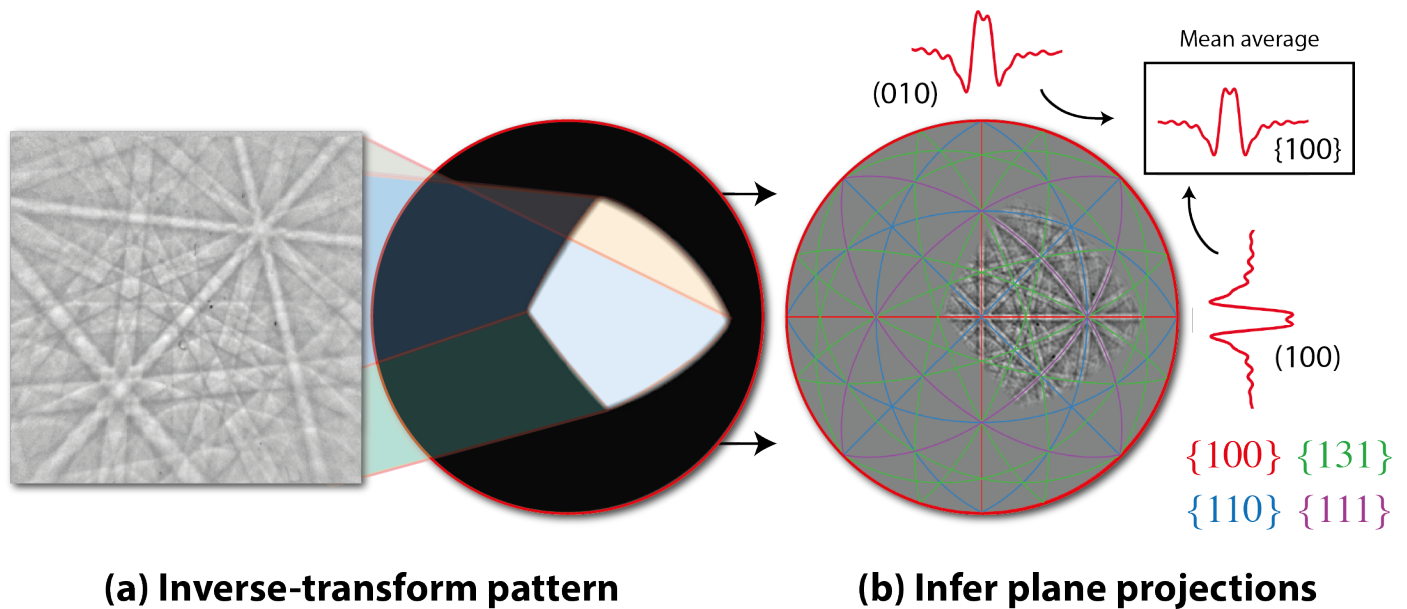 Mean average
(010)
{100}
(100)
{100} {131}
{110} {111}
(a) Inverse-transform pattern
(b) Infer plane projections